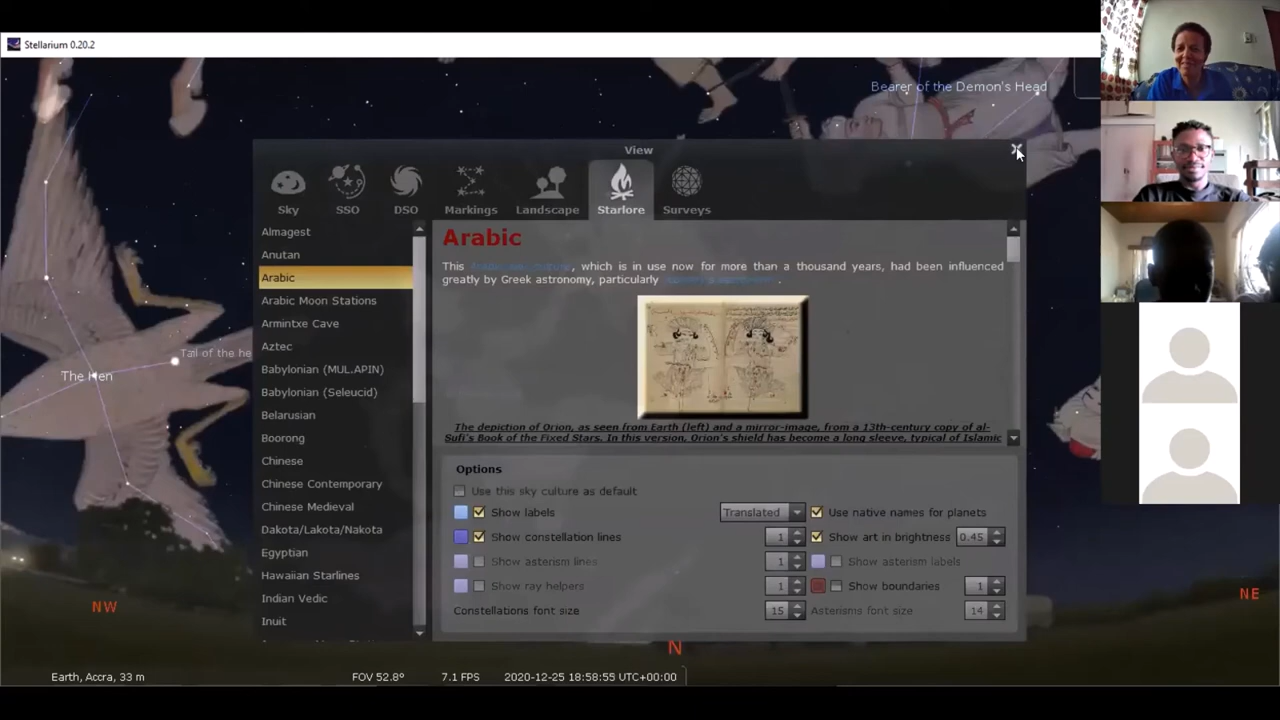 Stellarium 0.20.2
Bearer of the Demon's Head
View
Sky
SSO
DSO
Markings
Landscape
Starlore
Surveys
Almagest
Anutan
Arabic
Arabic Moon Stations
Armintxe Cave
Aztec
Babylonian (MUL.APIN)
Babylonian (Seleucid)
Belarusian
Boorong
Chinese
Chinese Contemporary
Chinese Medieval
Dakota/Lakota/Nakota
Egyptian
Hawaiian Starlines
Indian Vedic
Inuit
Arabic
This , which is in use now for more than a thousand years, had been influenced
greatly by Greek astronomy, particularly .
The depiction of Orion, as seen from Earth (left) and a mirror-image, from a 13th-century copy of al-
Sufi's Book of the Fixed Stars. In this version, Orion's shield has become a long sleeve, typical of Islamic
Options
Use this sky culture as default
Show labels
Translated
Use native names for planets
Show constellation lines
1
Show art in brightness
0.45
Show asterism lines
1
Show asterism labels
Show ray helpers
1
Show boundaries
1
Constellations font size
15
Asterisms font size
14
Tail of the he
The Hen
NW
N
NE
Earth, Accra, 33 m
FOV 52.8°
7.1 FPS
2020-12-25 18:58:55 UTC+00:00